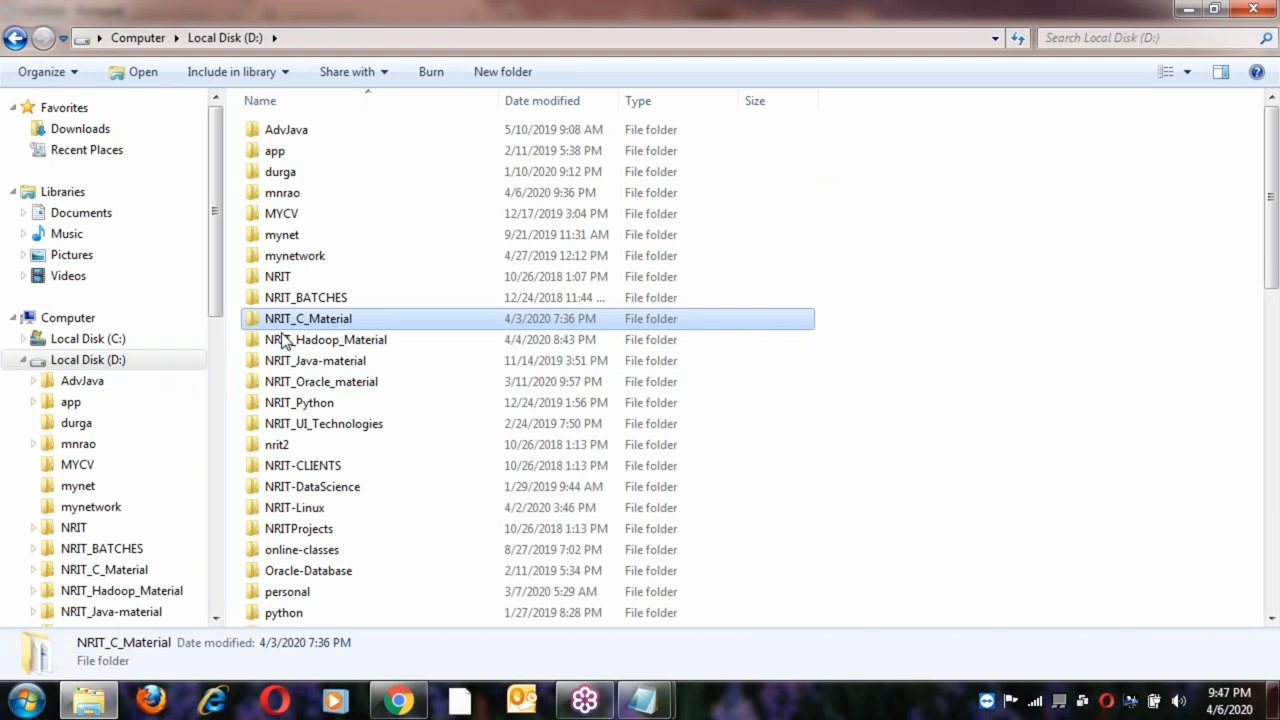 Computer Local Disk (D:)
Search Local Disk (D:)
Organize Open Include in library Share with Burn New folder
Favorites
Downloads
Recent Places
Libraries
Documents
Music
Pictures
Videos
Computer
Local Disk (C:)
Local Disk (D:)
AdvJava
app
durga
mnrao
MYCV
mynet
mynetwork
NRIT
NRIT_BATCHES
NRIT_C_Material
NRIT_Hadoop_Material
NRIT_Java-material
Name Date modified Type Size
AdvJava 5/10/2019 9:08 AM File folder
app 2/11/2019 5:38 PM File folder
durga 1/10/2020 9:12 PM File folder
mnrao 4/6/2020 9:36 PM File folder
MYCV 12/17/2019 3:04 PM File folder
mynet 9/21/2019 11:31 AM File folder
mynetwork 4/27/2019 12:12 PM File folder
NRIT 10/26/2018 1:07 PM File folder
NRIT_BATCHES 12/24/2018 11:44 ... File folder
NRIT_C_Material 4/3/2020 7:36 PM File folder
NRIT_Hadoop_Material 4/4/2020 8:43 PM File folder
NRIT_Java-material 11/14/2019 3:51 PM File folder
NRIT_Oracle_material 3/11/2020 9:57 PM File folder
NRIT_Python 12/24/2019 1:56 PM File folder
NRIT_UI_Technologies 2/24/2019 7:50 PM File folder
nrit2 10/26/2018 1:13 PM File folder
NRIT-CLIENTS 10/26/2018 1:13 PM File folder
NRIT-DataScience 1/29/2019 9:44 AM File folder
NRIT-Linux 4/2/2020 3:46 PM File folder
NRITProjects 10/26/2018 1:13 PM File folder
online-classes 8/27/2019 7:02 PM File folder
Oracle-Database 2/11/2019 5:34 PM File folder
personal 3/7/2020 5:29 AM File folder
python 1/27/2019 8:28 PM File folder
NRIT_C_Material Date modified: 4/3/2020 7:36 PM
File folder
9:47 PM
4/6/2020